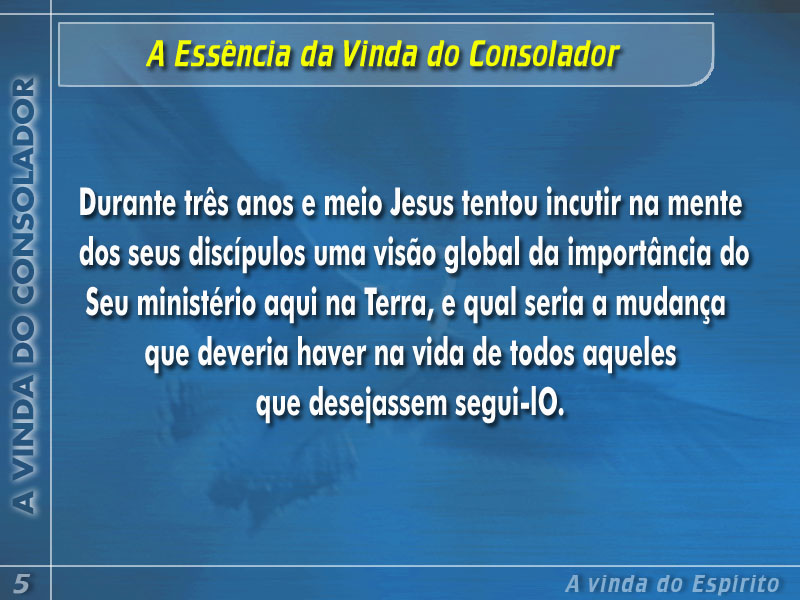 A Essência da Vinda do Consolador
A VINDA DO CONSOLADOR
Durante três anos e meio Jesus tentou incutir na mente
dos seus discípulos uma visão global da importância do
Seu ministério aqui na Terra, e qual seria a mudança
que deveria haver na vida de todos aqueles
que desejassem segui-lO.
5
A vinda do Espírito